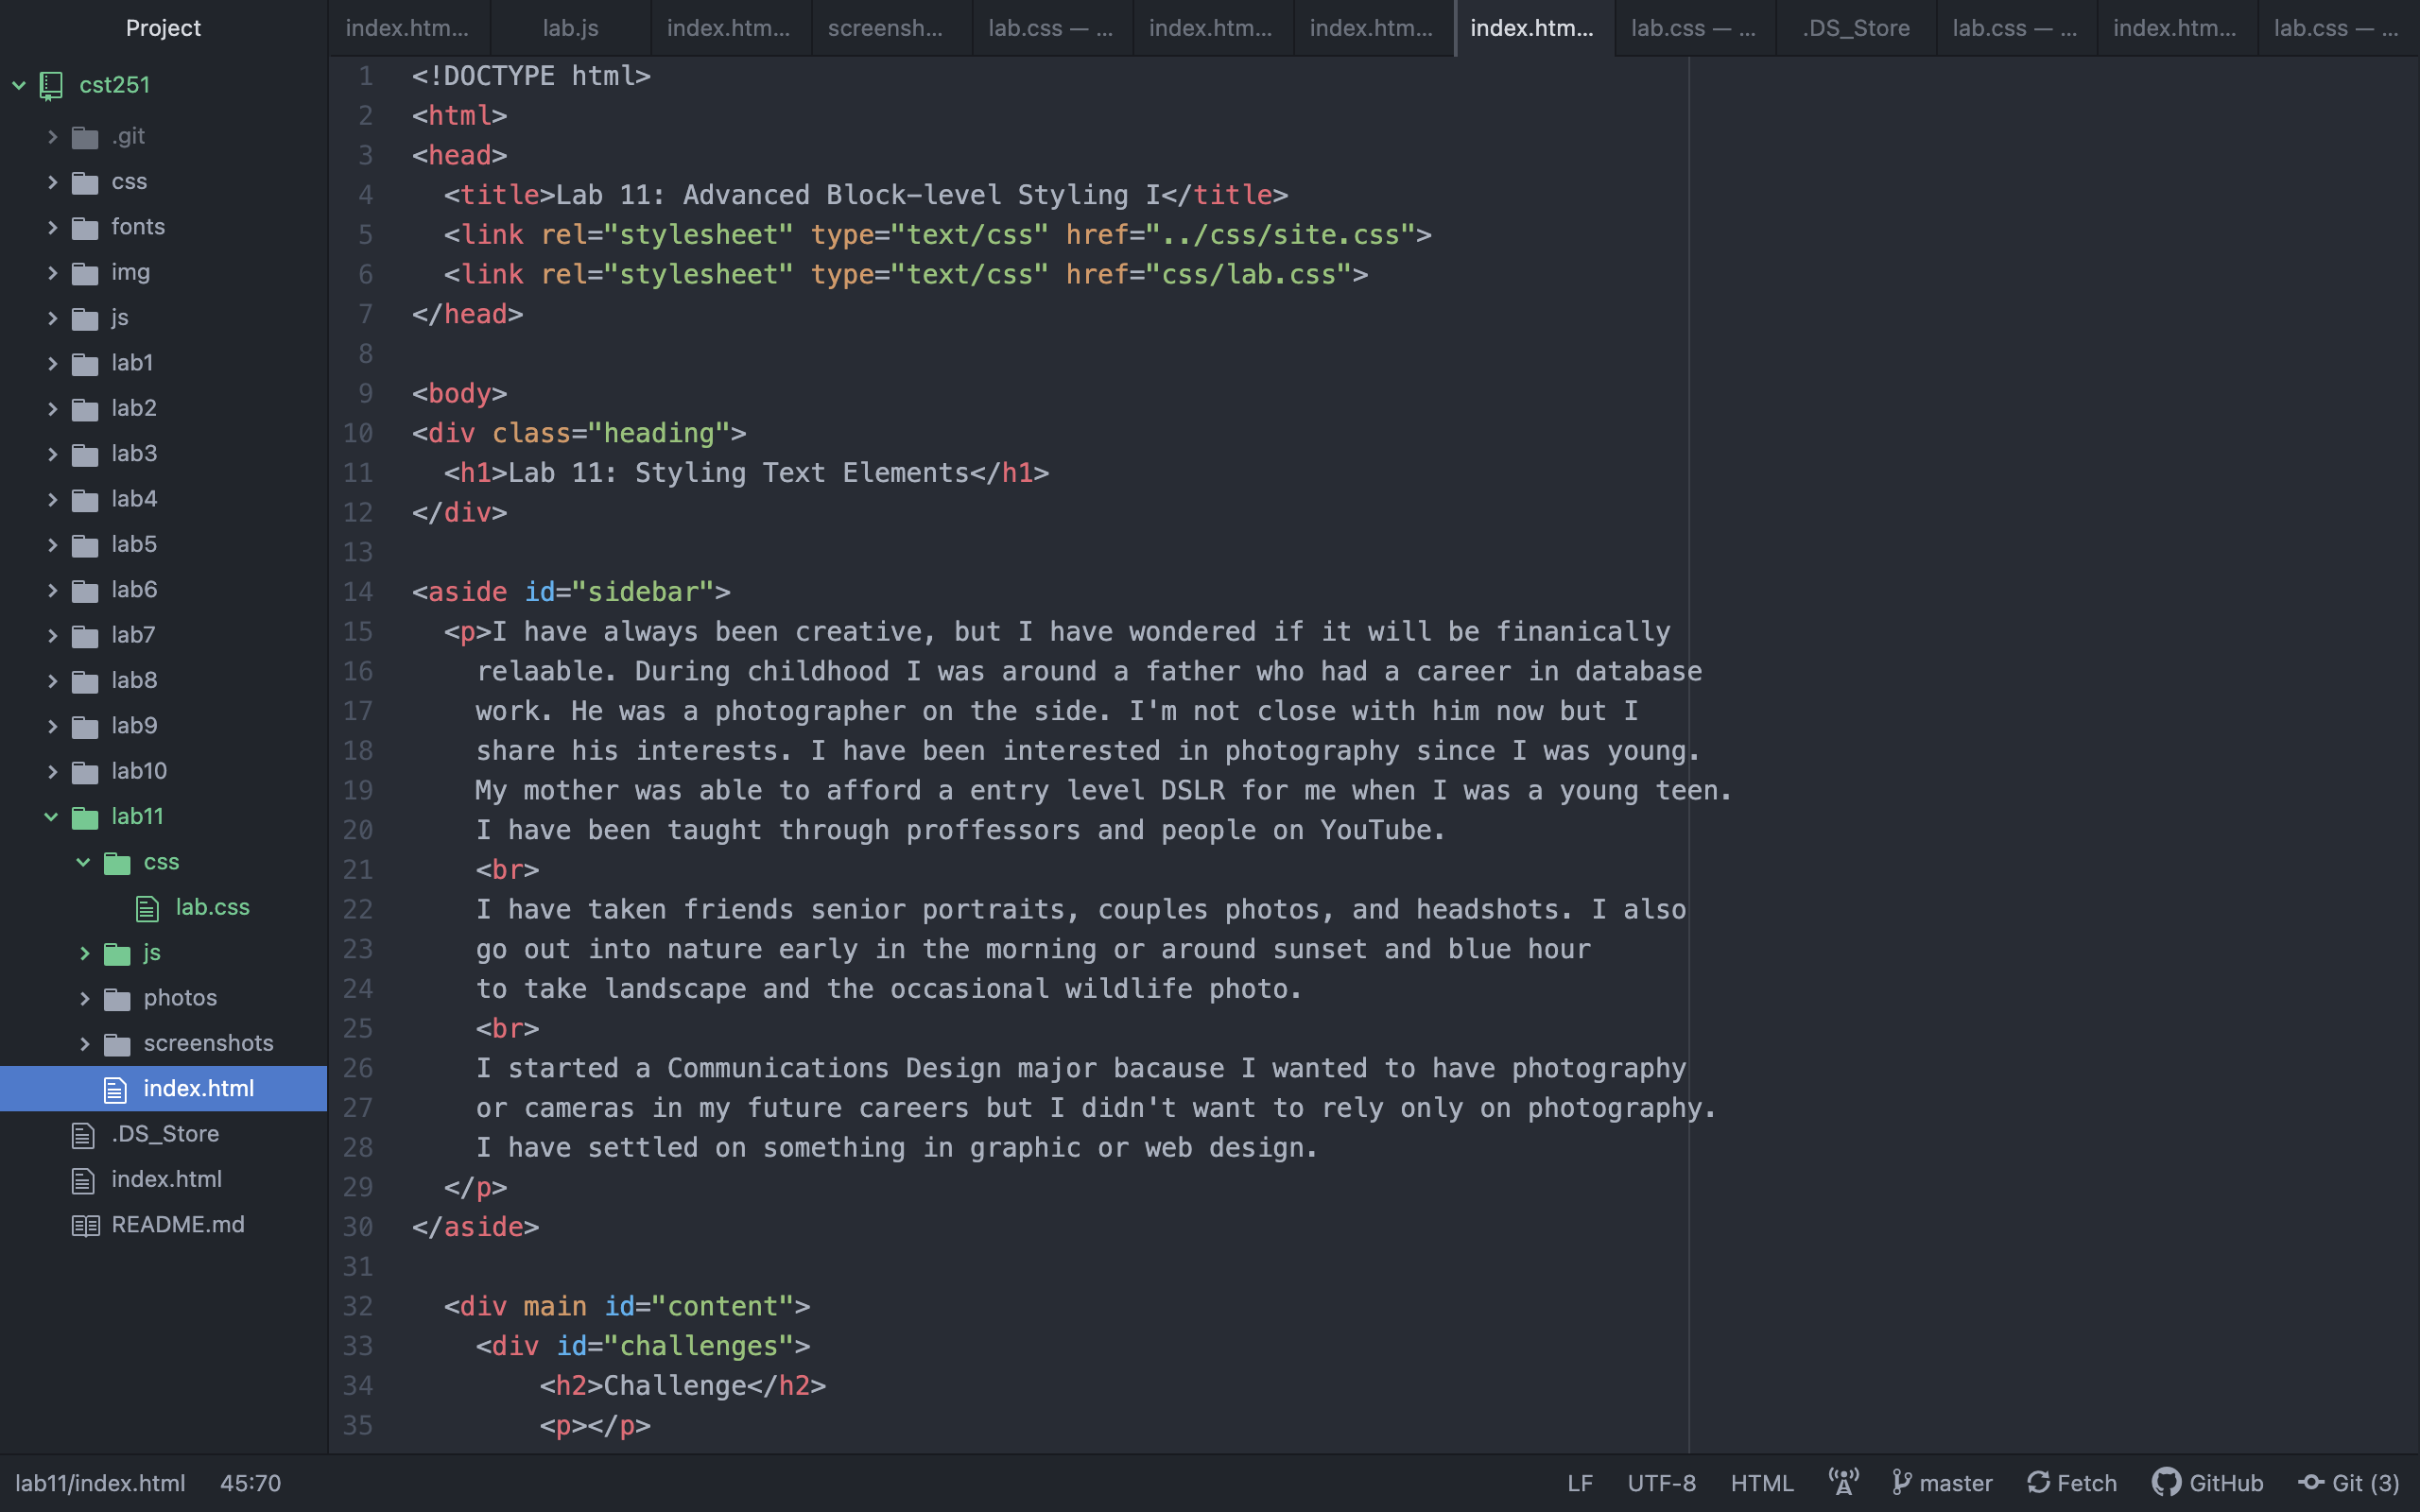 Project
index.htm...
lab.js
index.htm...
screensh...
lab.css — ...
index.htm...
index.htm...
index.htm...
lab.css — ...
.DS_Store
lab.css — ...
index.htm...
lab.css — ...
cst251
.git
css
fonts
img
js
lab1
lab2
lab3
lab4
lab5
lab6
lab7
lab8
lab9
lab10
lab11
css
lab.css
js
photos
screenshots
index.html
.DS_Store
index.html
README.md
1 <!DOCTYPE html>
2 <html>
3 <head>
4   <title>Lab 11: Advanced Block-level Styling I</title>
5   <link rel="stylesheet" type="text/css" href="../css/site.css">
6   <link rel="stylesheet" type="text/css" href="css/lab.css">
7 </head>
8
9 <body>
10 <div class="heading">
11   <h1>Lab 11: Styling Text Elements</h1>
12 </div>
13
14 <aside id="sidebar">
15   <p>I have always been creative, but I have wondered if it will be finanically
16     relaable. During childhood I was around a father who had a career in database
17     work. He was a photographer on the side. I'm not close with him now but I
18     share his interests. I have been interested in photography since I was young.
19     My mother was able to afford a entry level DSLR for me when I was a young teen.
20     I have been taught through proffessors and people on YouTube.
21     <br>
22     I have taken friends senior portraits, couples photos, and headshots. I also
23     go out into nature early in the morning or around sunset and blue hour
24     to take landscape and the occasional wildlife photo.
25     <br>
26     I started a Communications Design major bacause I wanted to have photography
27     or cameras in my future careers but I didn't want to rely only on photography.
28     I have settled on something in graphic or web design.
29   </p>
30 </aside>
31
32   <div main id="content">
33     <div id="challenges">
34         <h2>Challenge</h2>
35         <p></p>
lab11/index.html 45:70 LF UTF-8 HTML master Fetch GitHub Git (3)